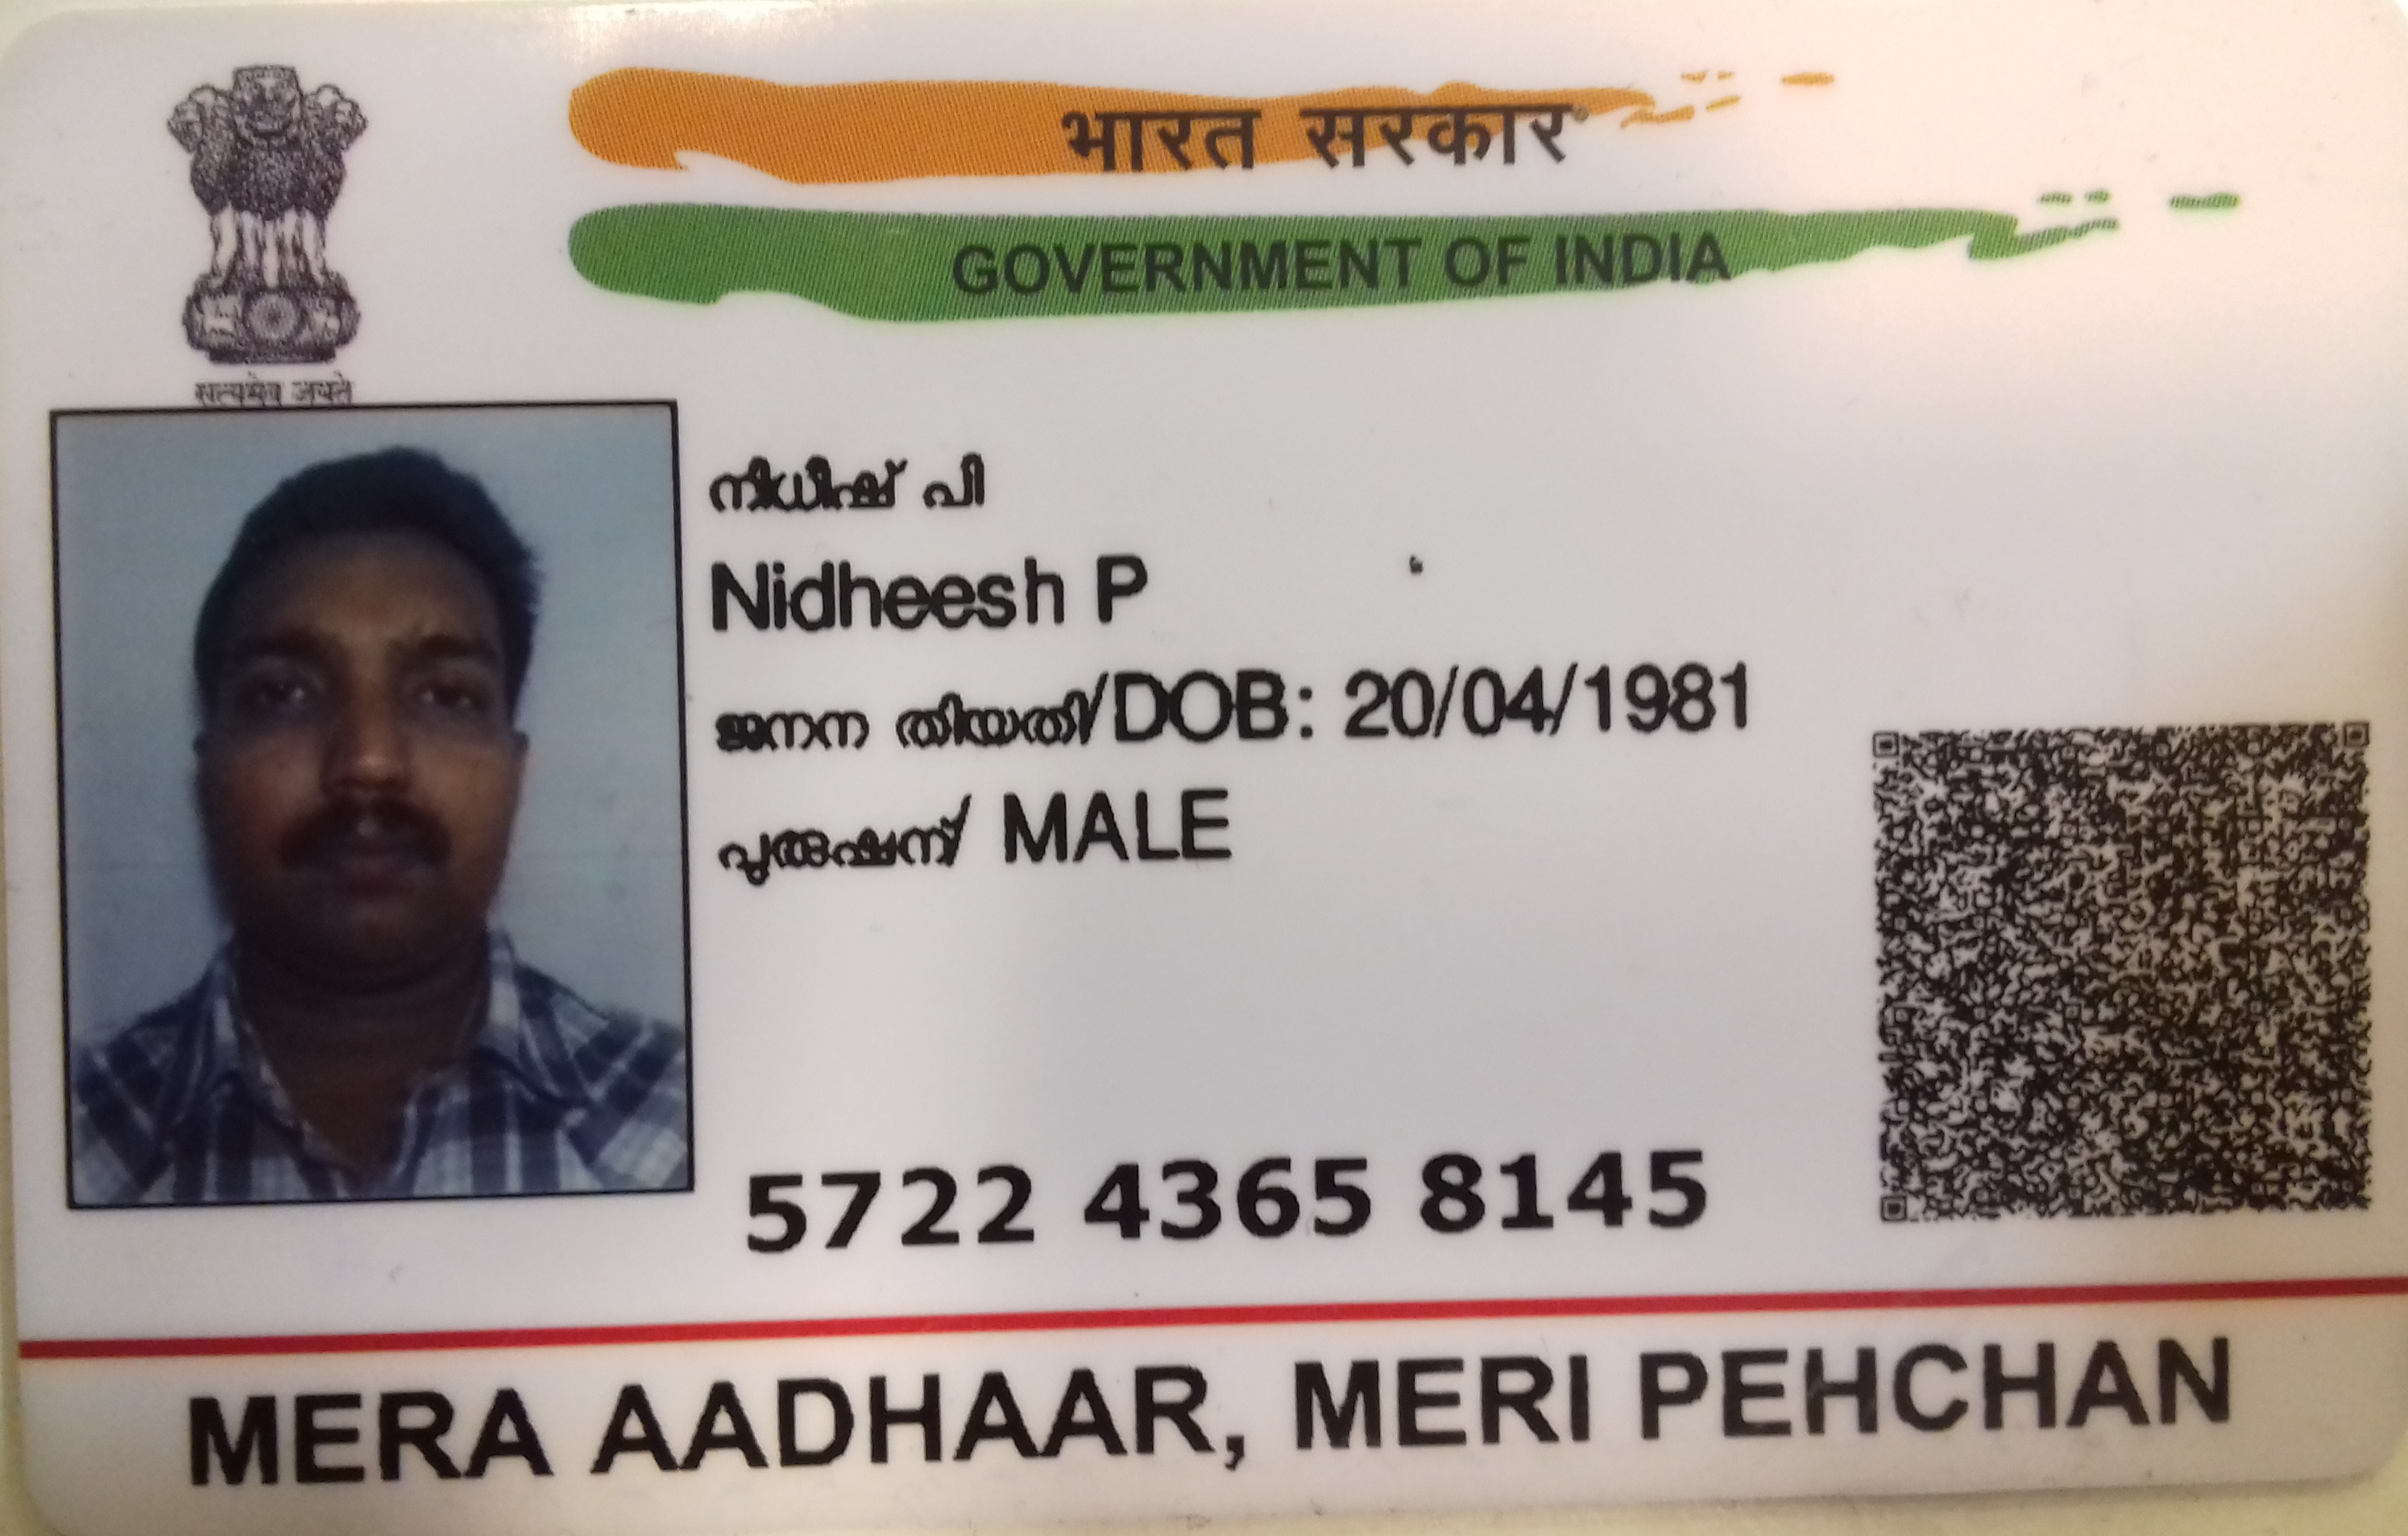 भारत सरकार
GOVERNMENT OF INDIA
सत्यमेव जयते
നിധീഷ് പി
Nidheesh P
ജനന തിയതി/DOB: 20/04/1981
പുരുഷന്‍/ MALE
5722 4365 8145
MERA AADHAAR, MERI PEHCHAN